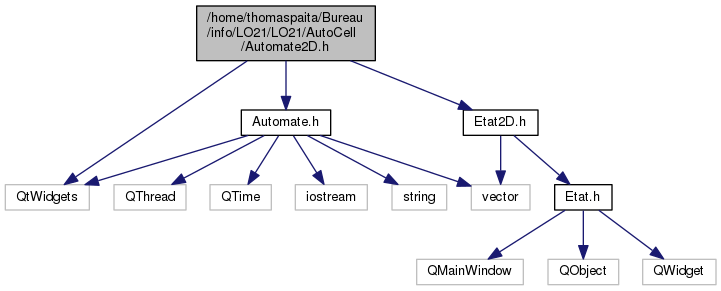 /home/thomaspaita/Bureau
/info/LO21/LO21/AutoCell
/Automate2D.h
Automate.h
Etat2D.h
QtWidgets
QThread
QTime
iostream
string
vector
Etat.h
QMainWindow
QObject
QWidget